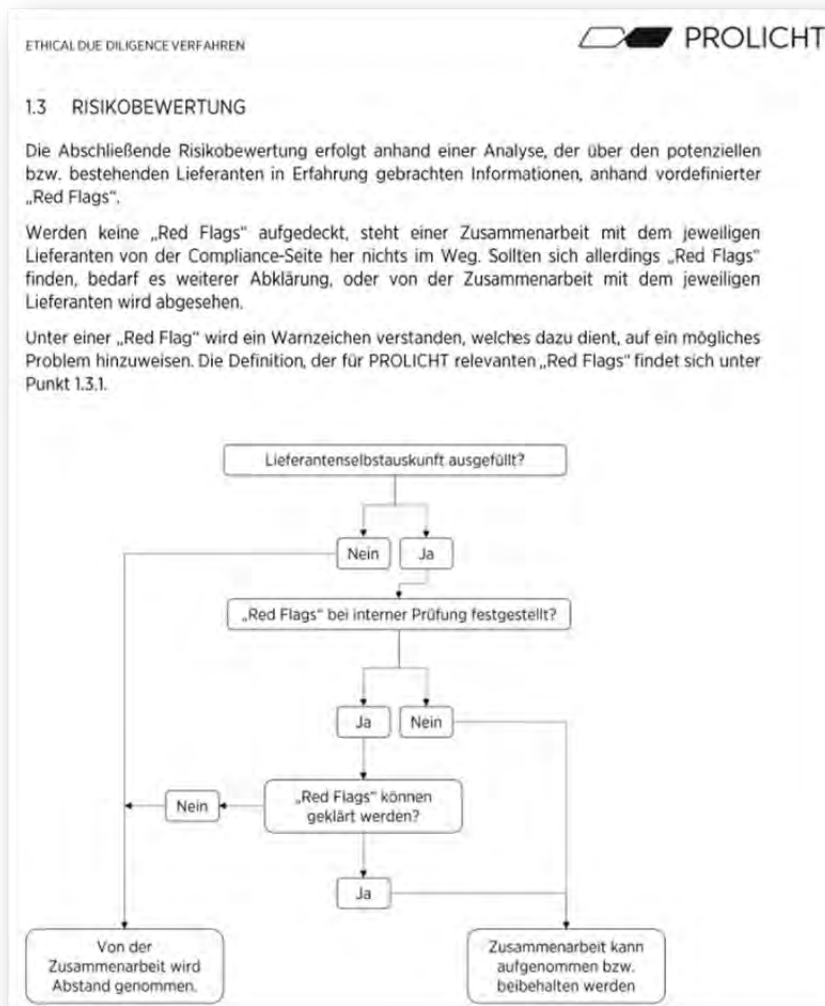 ETHICAL DUE DILIGENCE VERFAHREN
PROLICHT
1.3 RISIKOBEWERTUNG
Die Abschließende Risikobewertung erfolgt anhand einer Analyse, der über den potenziellen
bzw. bestehenden Lieferanten in Erfahrung gebrachten Informationen, anhand vordefinierter
„Red Flags“.
Werden keine „Red Flags“ aufgedeckt, steht einer Zusammenarbeit mit dem jeweiligen
Lieferanten von der Compliance-Seite her nichts im Weg. Sollten sich allerdings „Red Flags“
finden, bedarf es weiterer Abklärung, oder von der Zusammenarbeit mit dem jeweiligen
Lieferanten wird abgesehen.
Unter einer „Red Flag“ wird ein Warnzeichen verstanden, welches dazu dient, auf ein mögliches
Problem hinzuweisen. Die Definition, der für PROLICHT relevanten „Red Flags“ findet sich unter
Punkt 1.3.1.
Lieferantenselbstauskunft ausgefüllt?
Nein
Ja
„Red Flags“ bei interner Prüfung festgestellt?
Ja
Nein
„Red Flags“ können
geklärt werden?
Nein
Ja
Von der
Zusammenarbeit wird
Abstand genommen.
Zusammenarbeit kann
aufgenommen bzw.
beibehalten werden